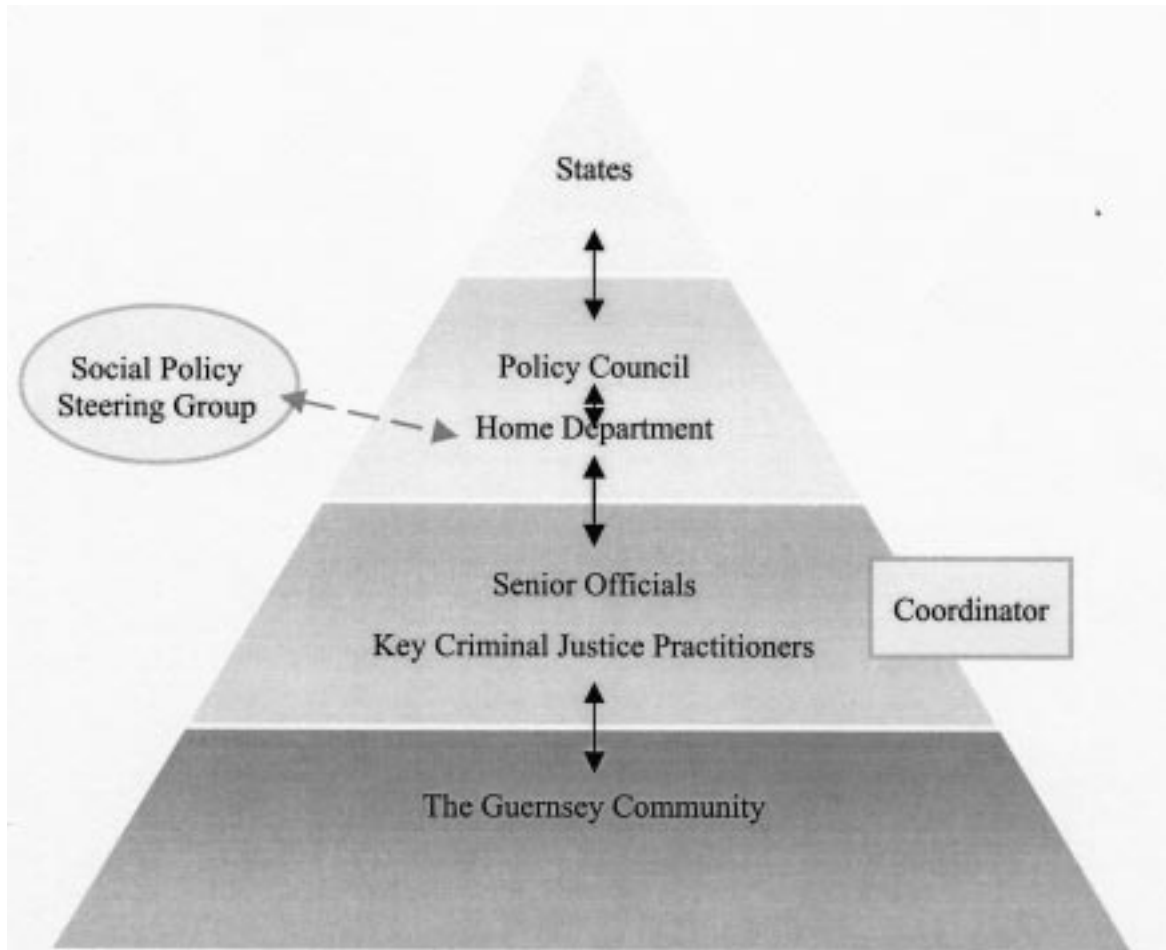 States
Policy Council
Social Policy
Steering Group
Home Department
Senior Officials
Coordinator
Key Criminal Justice Practitioners
The Guernsey Community